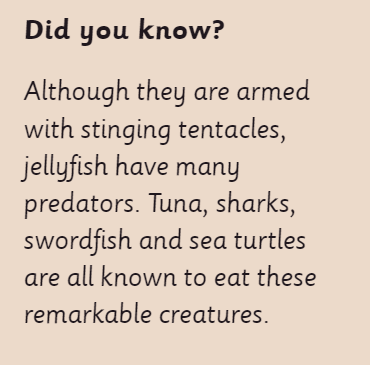 Did you know?
Although they are armed
with stinging tentacles,
jellyfish have many
predators. Tuna, sharks,
swordfish and sea turtles
are all known to eat these
remarkable creatures.